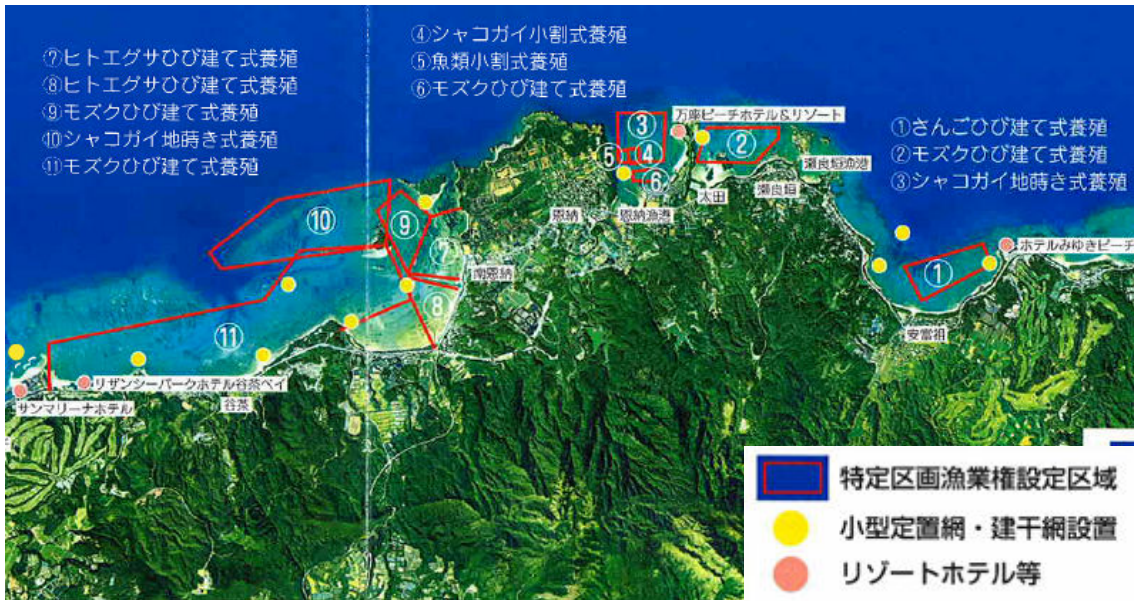 ⑦ヒトエグサひび建て式養殖
⑧ヒトエグサひび建て式養殖
⑨モズクひび建て式養殖
⑩シャコガイ地蒔き式養殖
⑪モズクひび建て式養殖
④シャコガイ小割式養殖
⑤魚類小割式養殖
⑥モズクひび建て式養殖
①さんごひび建て式養殖
②モズクひび建て式養殖
③シャコガイ地蒔き式養殖
万座ビーチホテル&リゾート
③
②
⑤
④
⑥
瀬良垣漁港
瀬良垣
太田
恩納
恩納漁港
⑩
⑨
⑦
南恩納
⑧
ホテルみゆきビーチ
①
安富祖
⑪
リザンシーパークホテル谷茶ベイ
サンマリーナホテル
谷茶
特定区画漁業権設定区域
小型定置網・建干網設置
リゾートホテル等